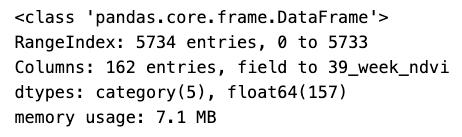 <class 'pandas.core.frame.DataFrame'>
RangeIndex: 5734 entries, 0 to 5733
Columns: 162 entries, field to 39_week_ndvi
dtypes: category(5), float64(157)
memory usage: 7.1 MB